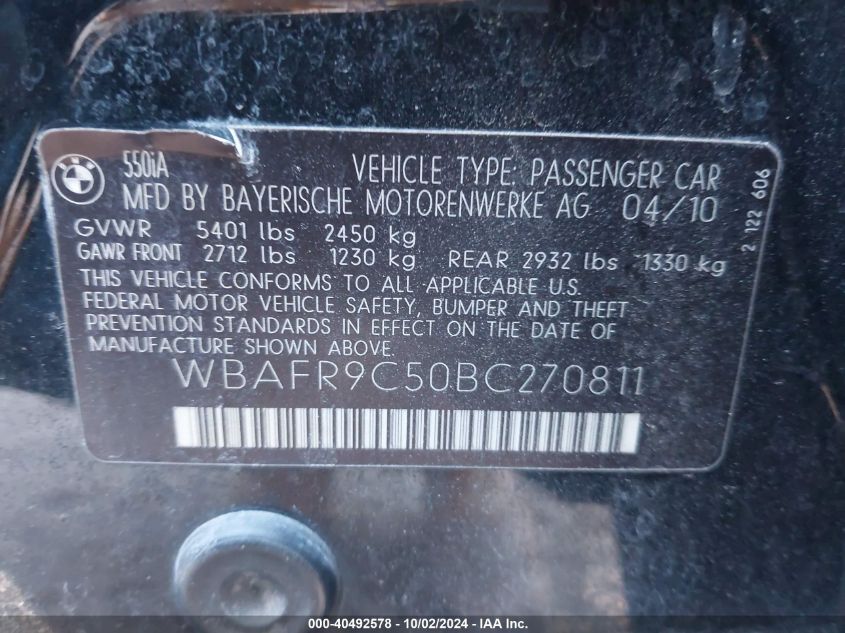 BMW
550iA VEHICLE TYPE: PASSENGER CAR
MFD BY BAYERISCHE MOTORENWERKE AG 04/10
GVWR 5401 lbs 2450 kg
GAWR FRONT 2712 lbs 1230 kg REAR 2932 lbs 1330 kg
THIS VEHICLE CONFORMS TO ALL APPLICABLE U.S.
FEDERAL MOTOR VEHICLE SAFETY, BUMPER AND THEFT
PREVENTION STANDARDS IN EFFECT ON THE DATE OF
MANUFACTURE SHOWN ABOVE.
WBAFR9C50BC270811
2 122 606
000-40492578 - 10/02/2024 - IAA Inc.